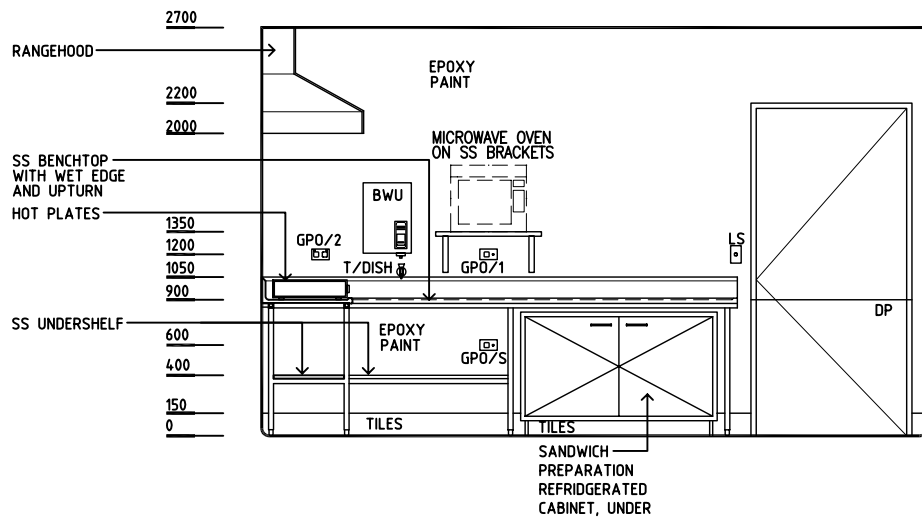 2700
RANGEHOOD
EPOXY
PAINT
2200
2000
MICROWAVE OVEN
ON SS BRACKETS
SS BENCHTOP
WITH WET EDGE
AND UPTURN
BWU
HOT PLATES
1350
GPO/2
LS
1200
T/DISH
GPO/1
1050
900
DP
SS UNDERSHELF
EPOXY
PAINT
600
GPO/S
400
150
TILES
TILES
0
SANDWICH
PREPARATION
REFRIDGERATED
CABINET, UNDER